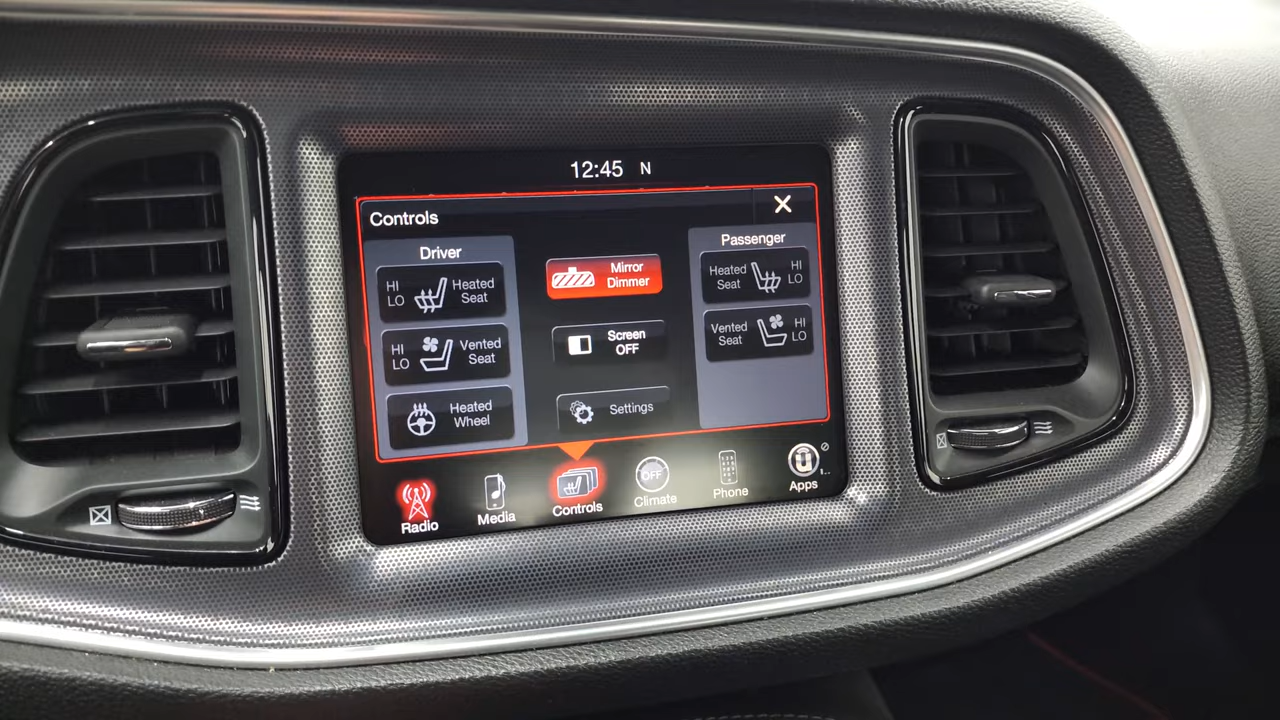 12:45 N
Controls
Driver
HI
LO
Heated
Seat
HI
LO
Vented
Seat
Heated
Wheel
Mirror
Dimmer
Screen
OFF
Settings
Passenger
Heated
Seat
HI
LO
Vented
Seat
HI
LO
Radio
Media
Controls
OFF
Climate
Phone
Apps